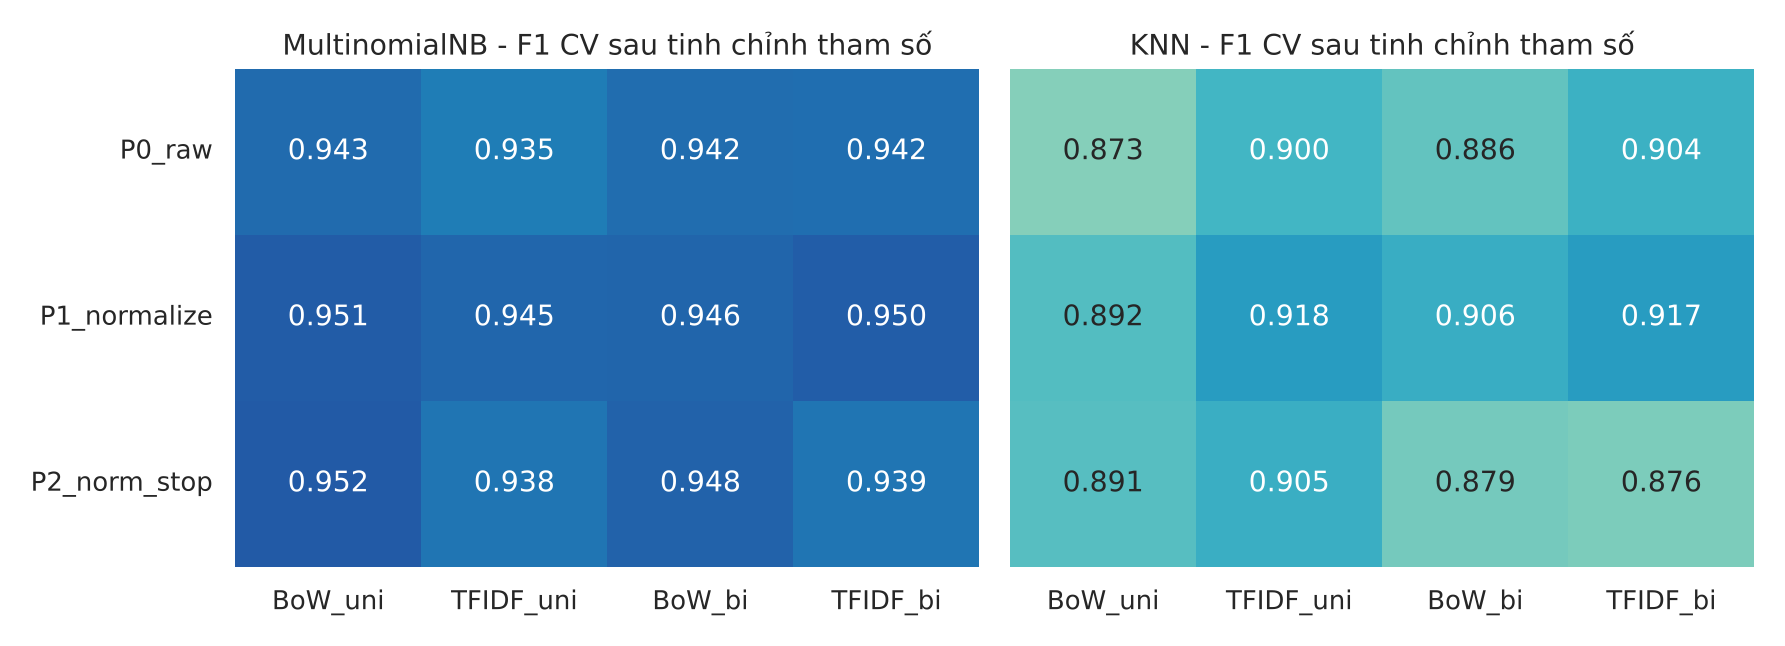 MultinomialNB - F1 CV sau tinh chỉnh tham số
KNN - F1 CV sau tinh chỉnh tham số
P0_raw 0.943 0.935 0.942 0.942 0.873 0.900 0.886 0.904
P1_normalize 0.951 0.945 0.946 0.950 0.892 0.918 0.906 0.917
P2_norm_stop 0.952 0.938 0.948 0.939 0.891 0.905 0.879 0.876
BoW_uni TFIDF_uni BoW_bi TFIDF_bi BoW_uni TFIDF_uni BoW_bi TFIDF_bi